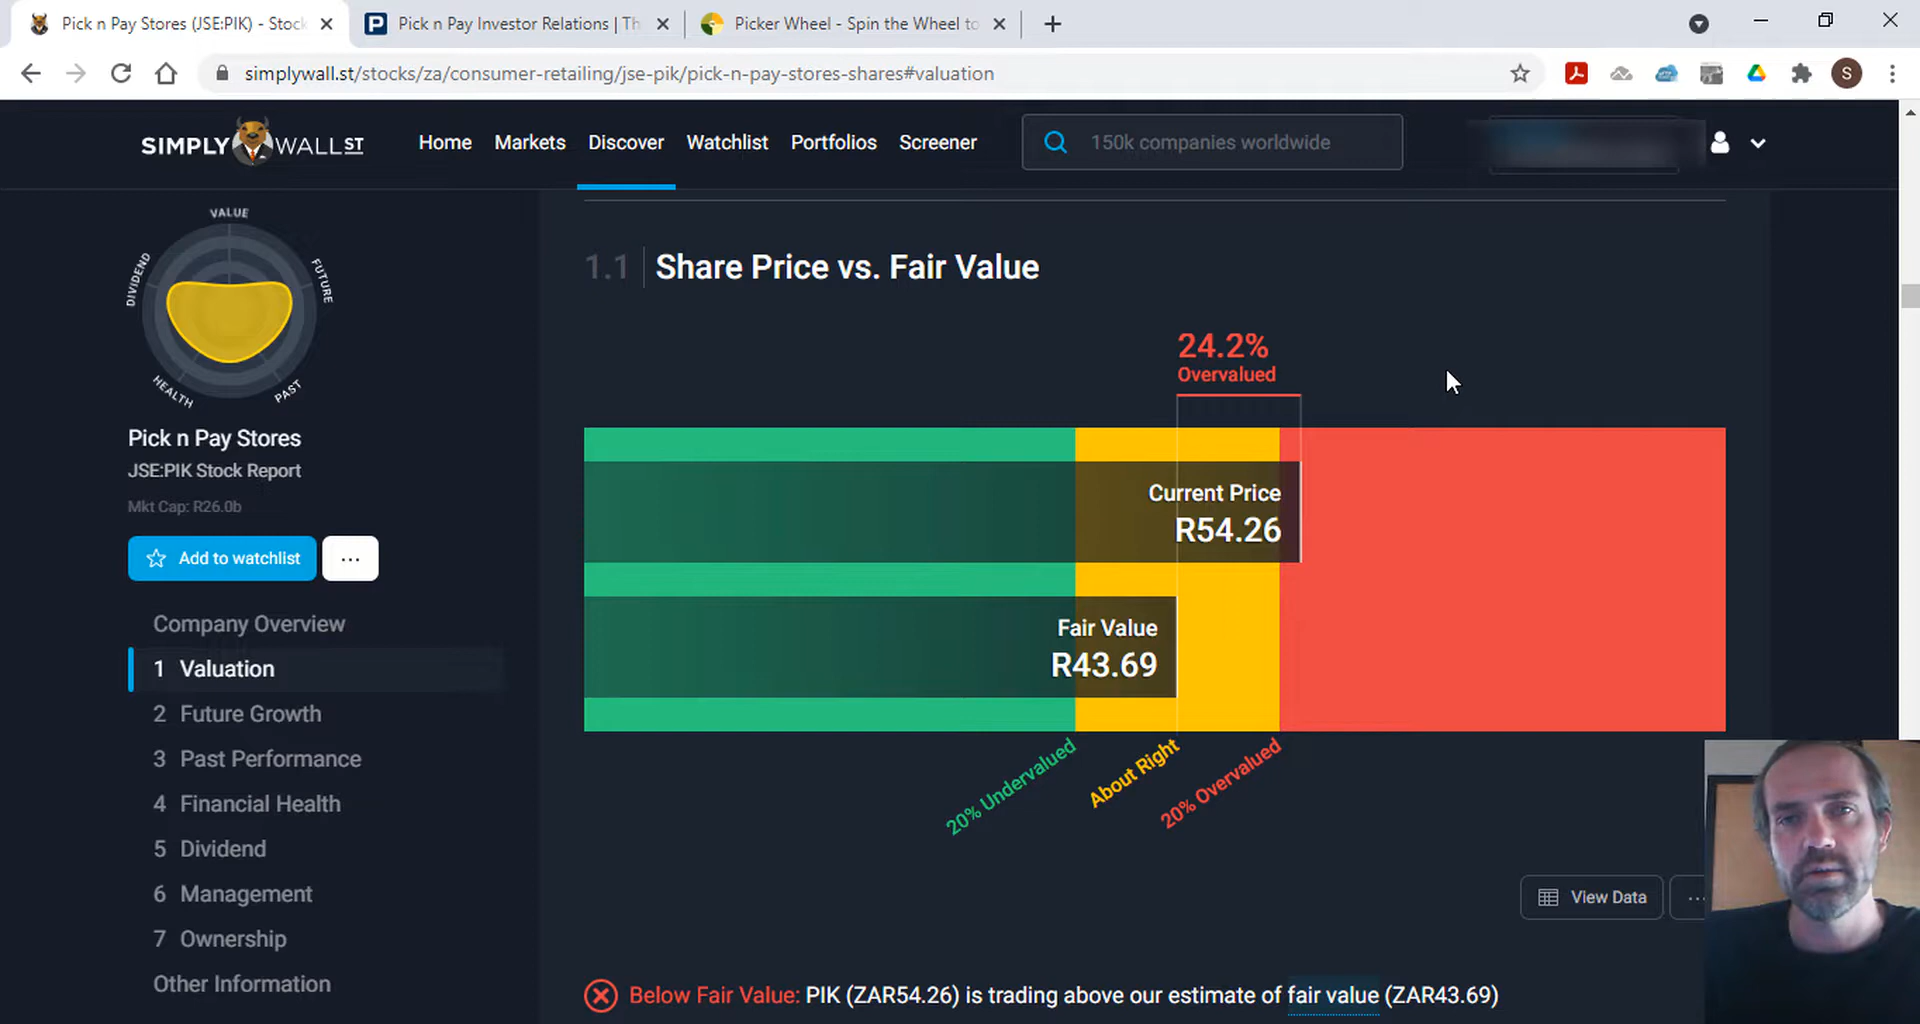 Pick n Pay Stores (JSE:PIK) - Stock
Pick n Pay Investor Relations | Th
Picker Wheel - Spin the Wheel to
simplywall.st/stocks/za/consumer-retailing/jse-pik/pick-n-pay-stores-shares#valuation
S
SIMPLY WALLST
Home
Markets
Discover
Watchlist
Portfolios
Screener
150k companies worldwide
VALUE
FUTURE
PAST
HEALTH
DIVIDEND
Pick n Pay Stores
JSE:PIK Stock Report
Mkt Cap: R26.0b
Add to watchlist
...
Company Overview
1 Valuation
2 Future Growth
3 Past Performance
4 Financial Health
5 Dividend
6 Management
7 Ownership
Other Information
1.1 Share Price vs. Fair Value
24.2%
Overvalued
Current Price
R54.26
Fair Value
R43.69
20% Undervalued
About Right
20% Overvalued
View Data
Below Fair Value: PIK (ZAR54.26) is trading above our estimate of fair value (ZAR43.69)